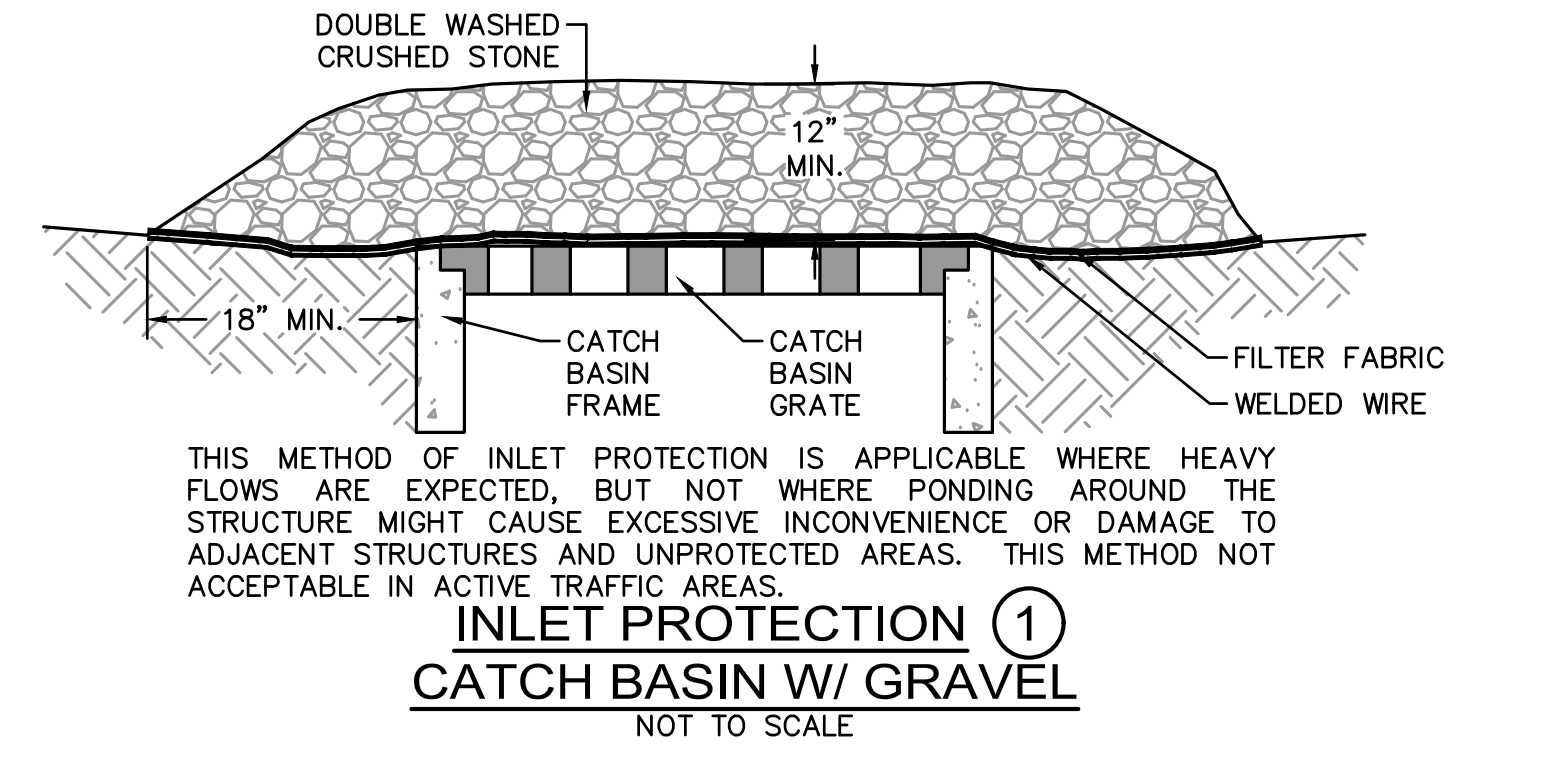 DOUBLE WASHED
CRUSHED STONE
12”
MIN.
18” MIN.
CATCH
BASIN
FRAME
CATCH
BASIN
GRATE
FILTER FABRIC
WELDED WIRE
THIS METHOD OF INLET PROTECTION IS APPLICABLE WHERE HEAVY
FLOWS ARE EXPECTED, BUT NOT WHERE PONDING AROUND THE
STRUCTURE MIGHT CAUSE EXCESSIVE INCONVENIENCE OR DAMAGE TO
ADJACENT STRUCTURES AND UNPROTECTED AREAS. THIS METHOD NOT
ACCEPTABLE IN ACTIVE TRAFFIC AREAS.
INLET PROTECTION 1
CATCH BASIN W/ GRAVEL
NOT TO SCALE